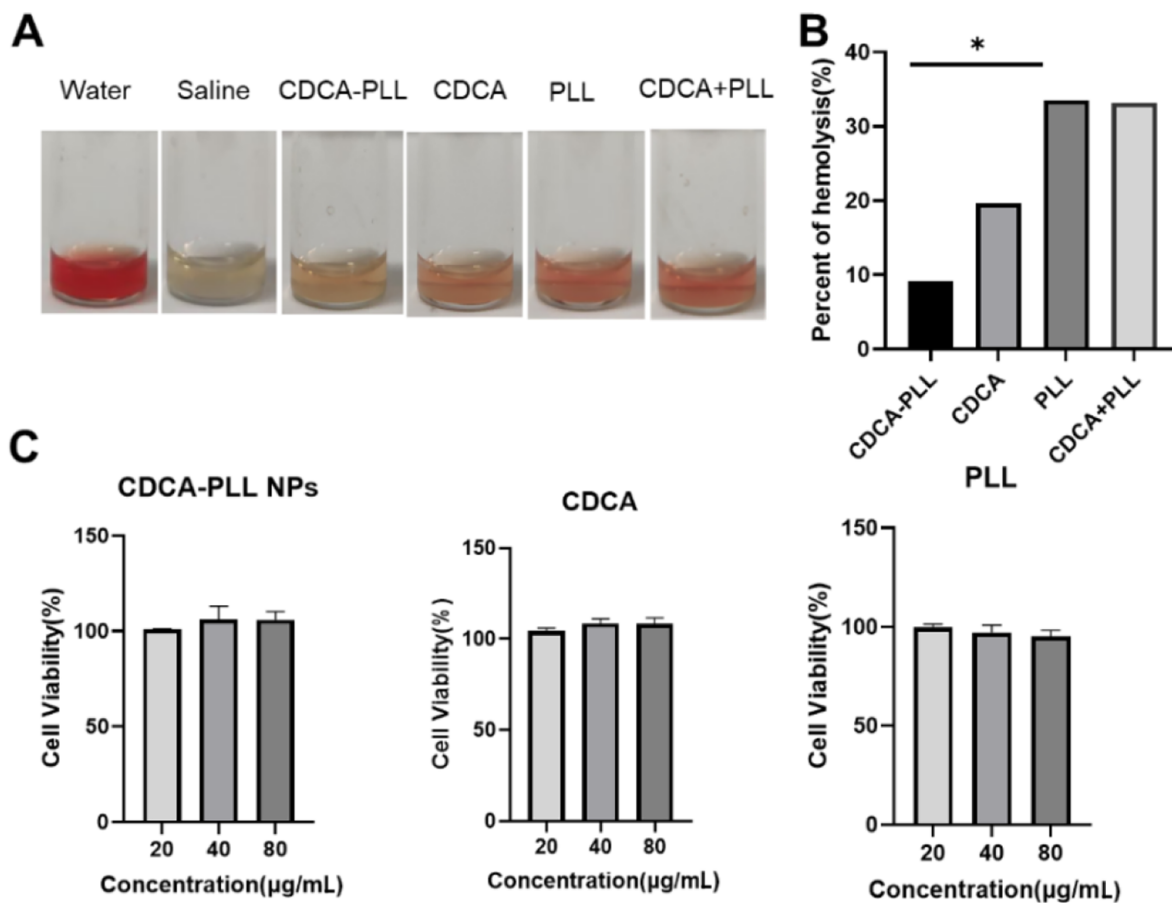 A
Water Saline CDCA-PLL CDCA PLL CDCA+PLL
B
Percent of hemolysis(%)
40
30
20
10
0
*
CDCA-PLL
CDCA
PLL
CDCA+PLL
C
CDCA-PLL NPs
Cell Viability(%)
150
100
50
0
20 40 80
Concentration(μg/mL)
CDCA
Cell Viability(%)
150
100
50
0
20 40 80
Concentration(μg/mL)
PLL
Cell Viability(%)
150
100
50
0
20 40 80
Concentration(μg/mL)